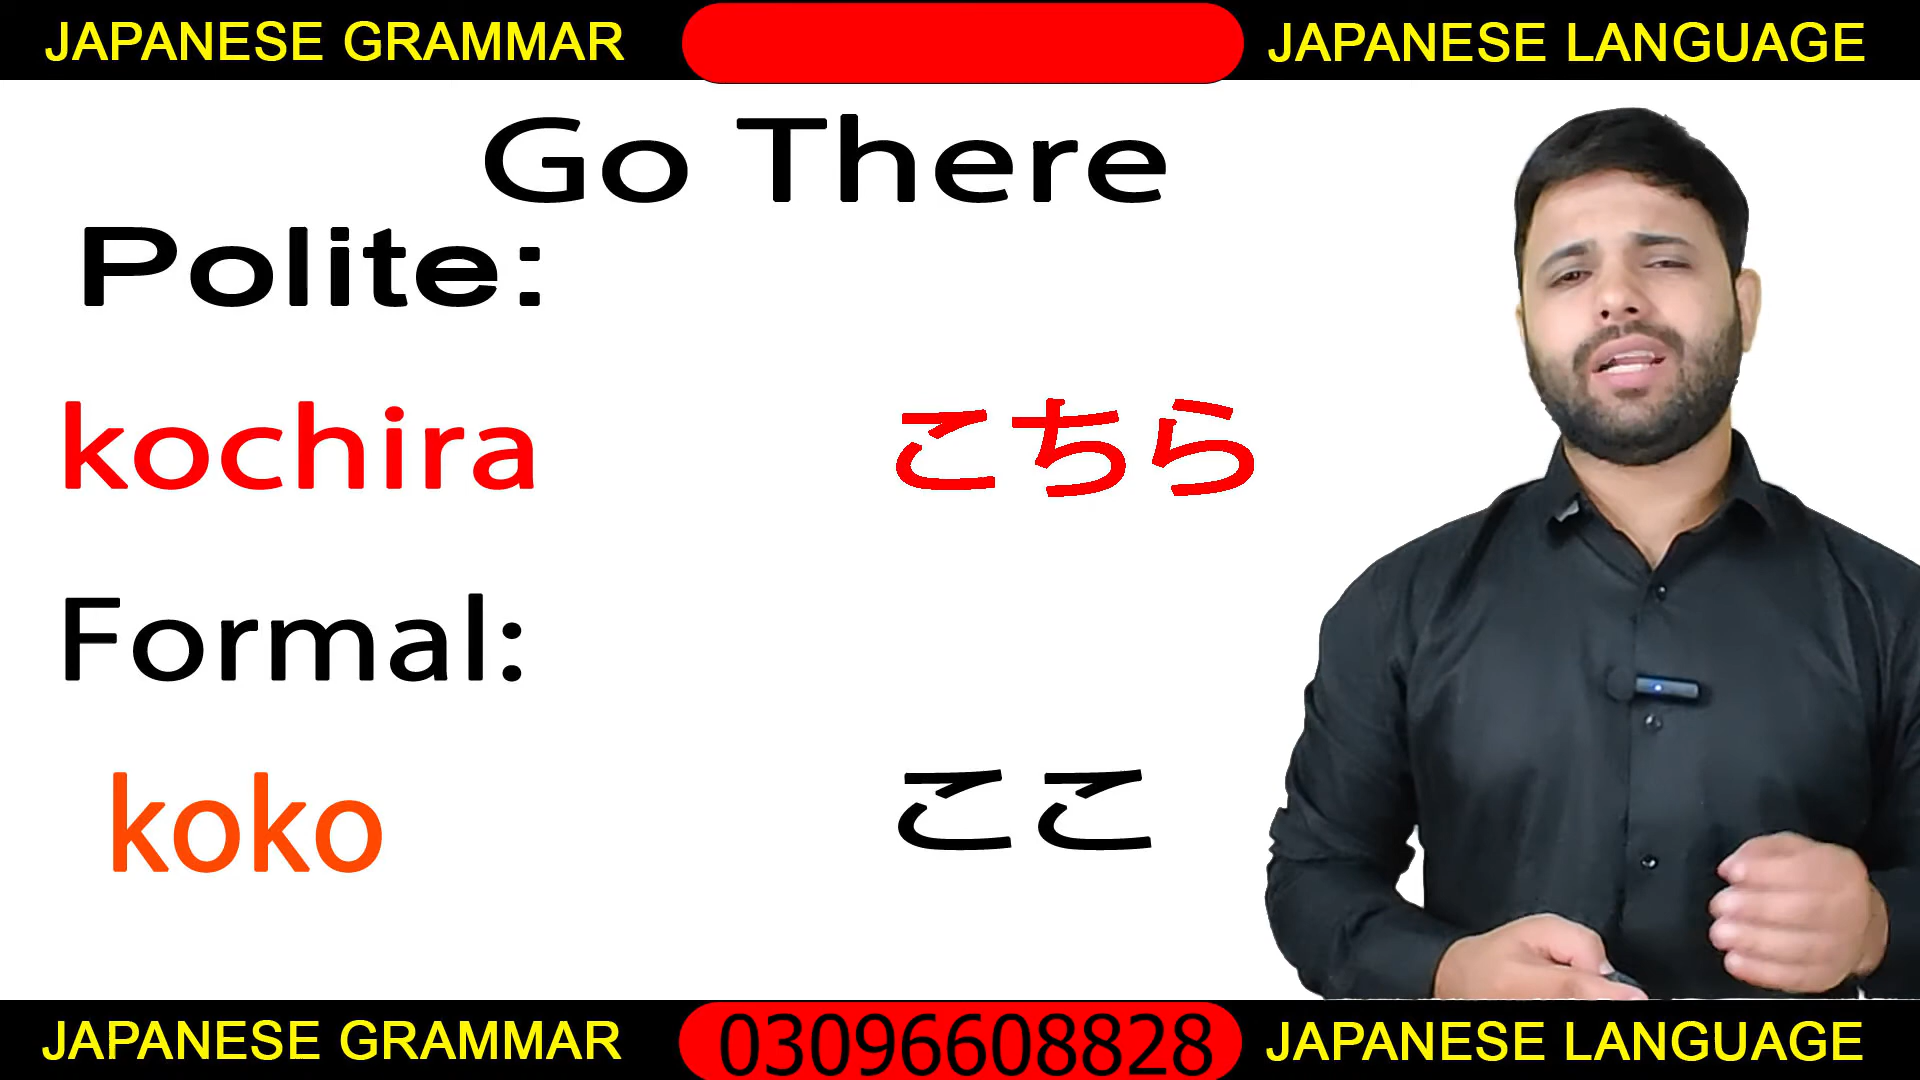 JAPANESE GRAMMAR
JAPANESE LANGUAGE
Go There
Polite:
kochira こちら
Formal:
koko ここ
JAPANESE GRAMMAR
03096608828
JAPANESE LANGUAGE